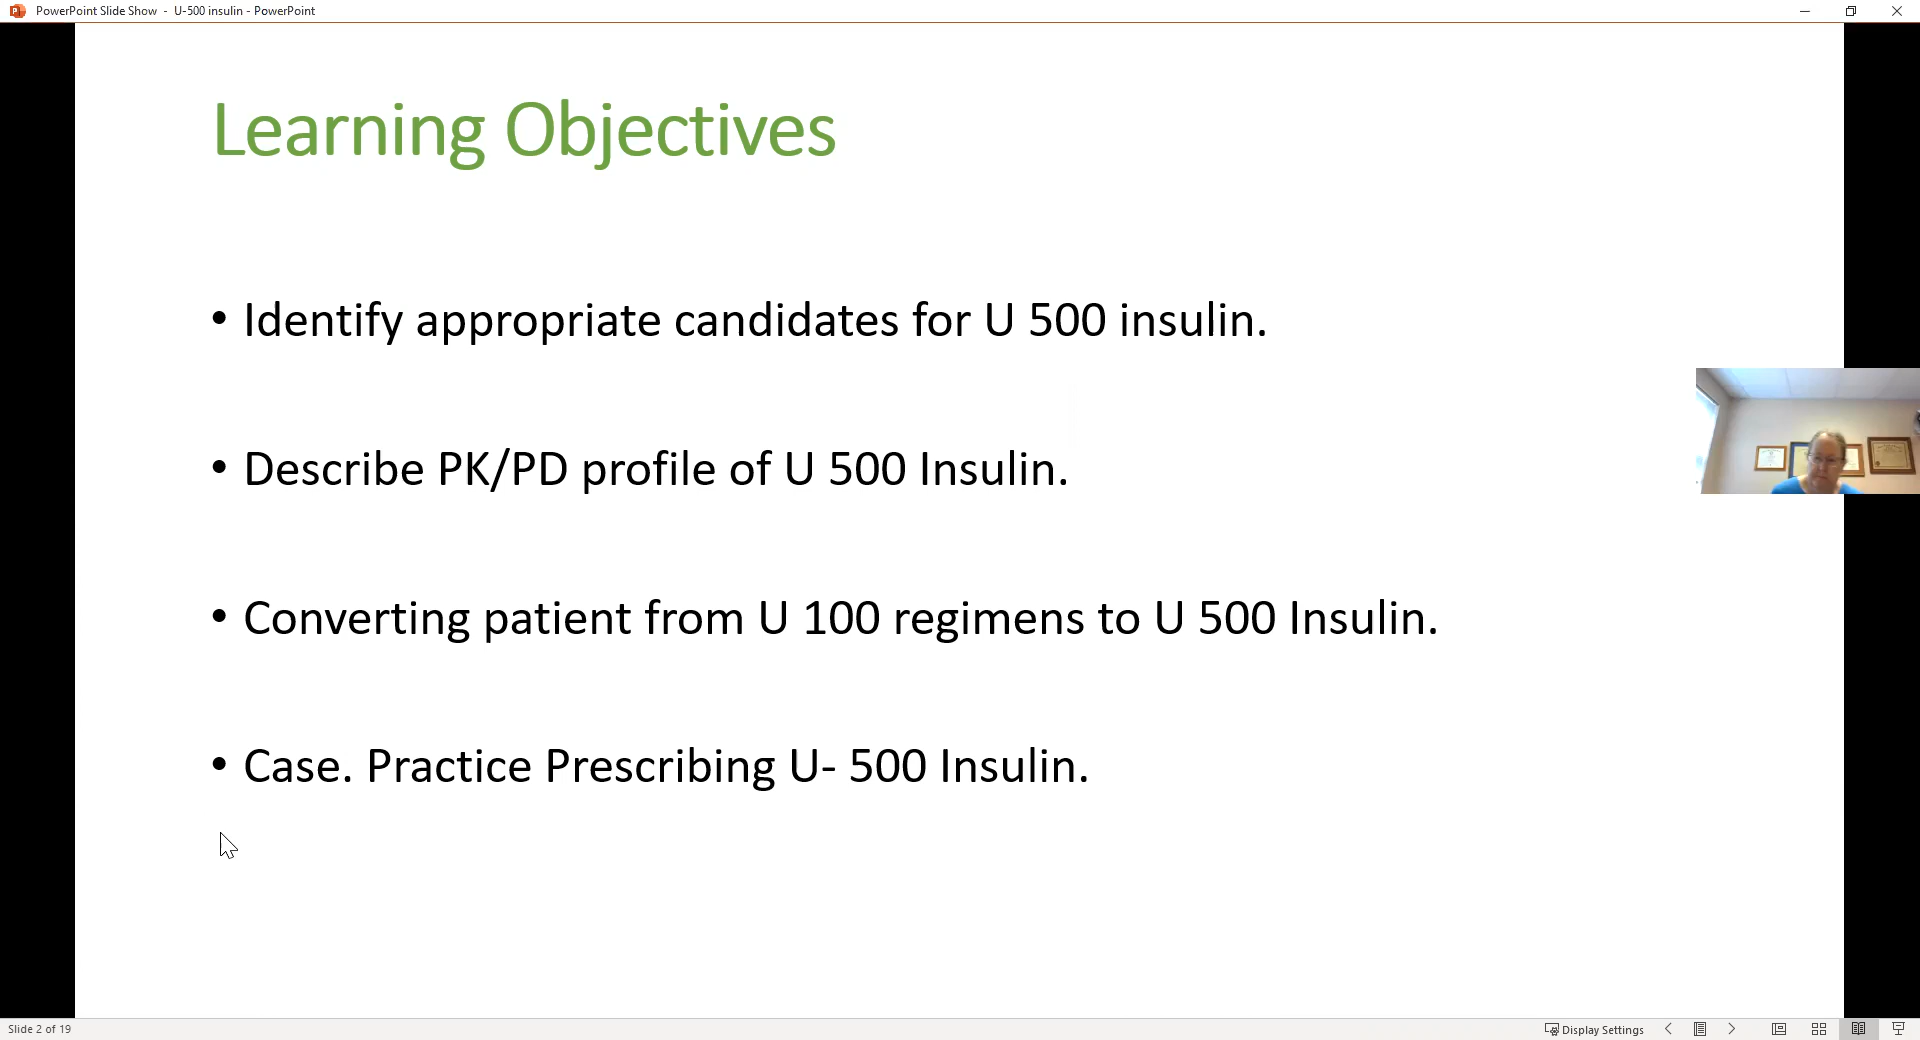 PowerPoint Slide Show - U-500 insulin - PowerPoint
Learning Objectives
• Identify appropriate candidates for U 500 insulin.
• Describe PK/PD profile of U 500 Insulin.
• Converting patient from U 100 regimens to U 500 Insulin.
• Case. Practice Prescribing U- 500 Insulin.
Slide 2 of 19
Display Settings